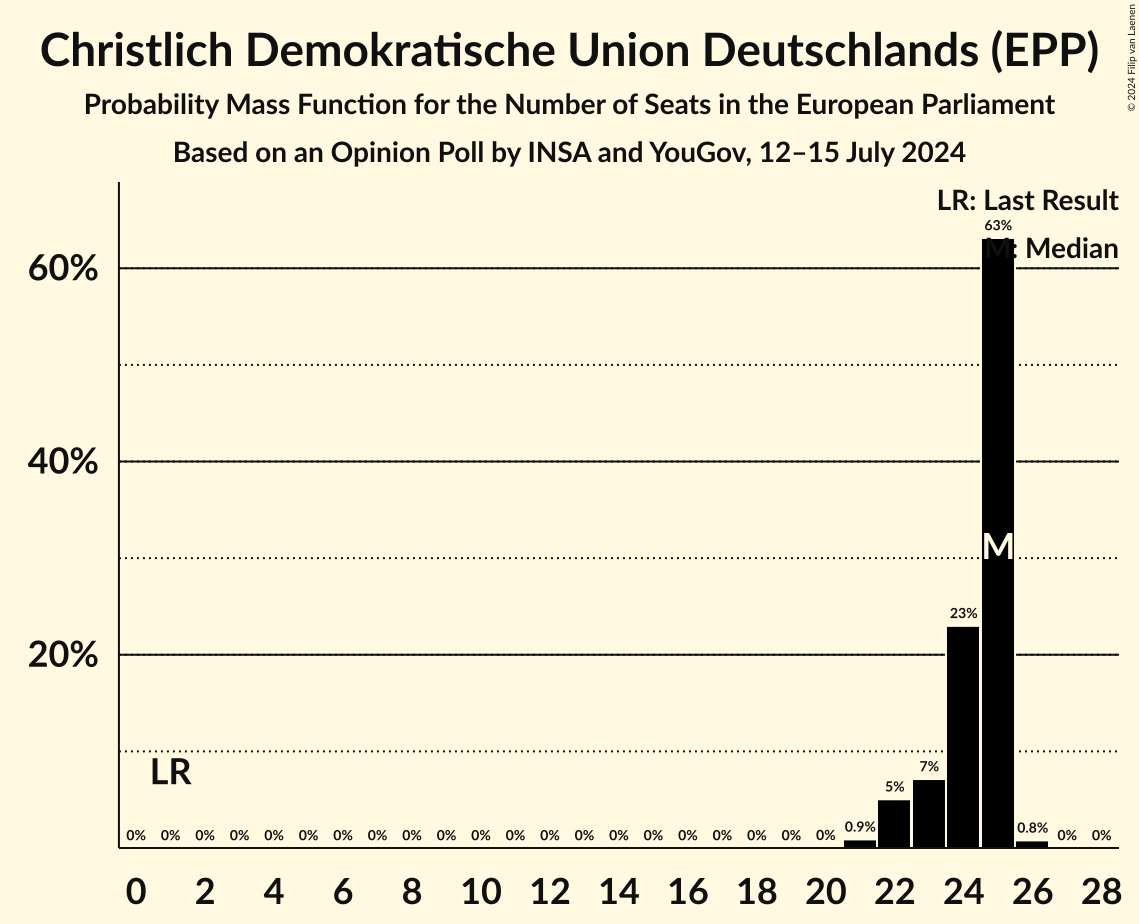 Christlich Demokratische Union Deutschlands (EPP)
Probability Mass Function for the Number of Seats in the European Parliament
Based on an Opinion Poll by INSA and YouGov, 12–15 July 2024
© 2024 Filip van Laenen
LR: Last Result
63%
M: Median
60%
40%
M
23%
20%
LR
7%
5%
0% 0% 0% 0% 0% 0% 0% 0% 0% 0% 0% 0% 0% 0% 0% 0% 0% 0% 0% 0% 0% 0.9% 0.8% 0% 0%
0 2 4 6 8 10 12 14 16 18 20 22 24 26 28